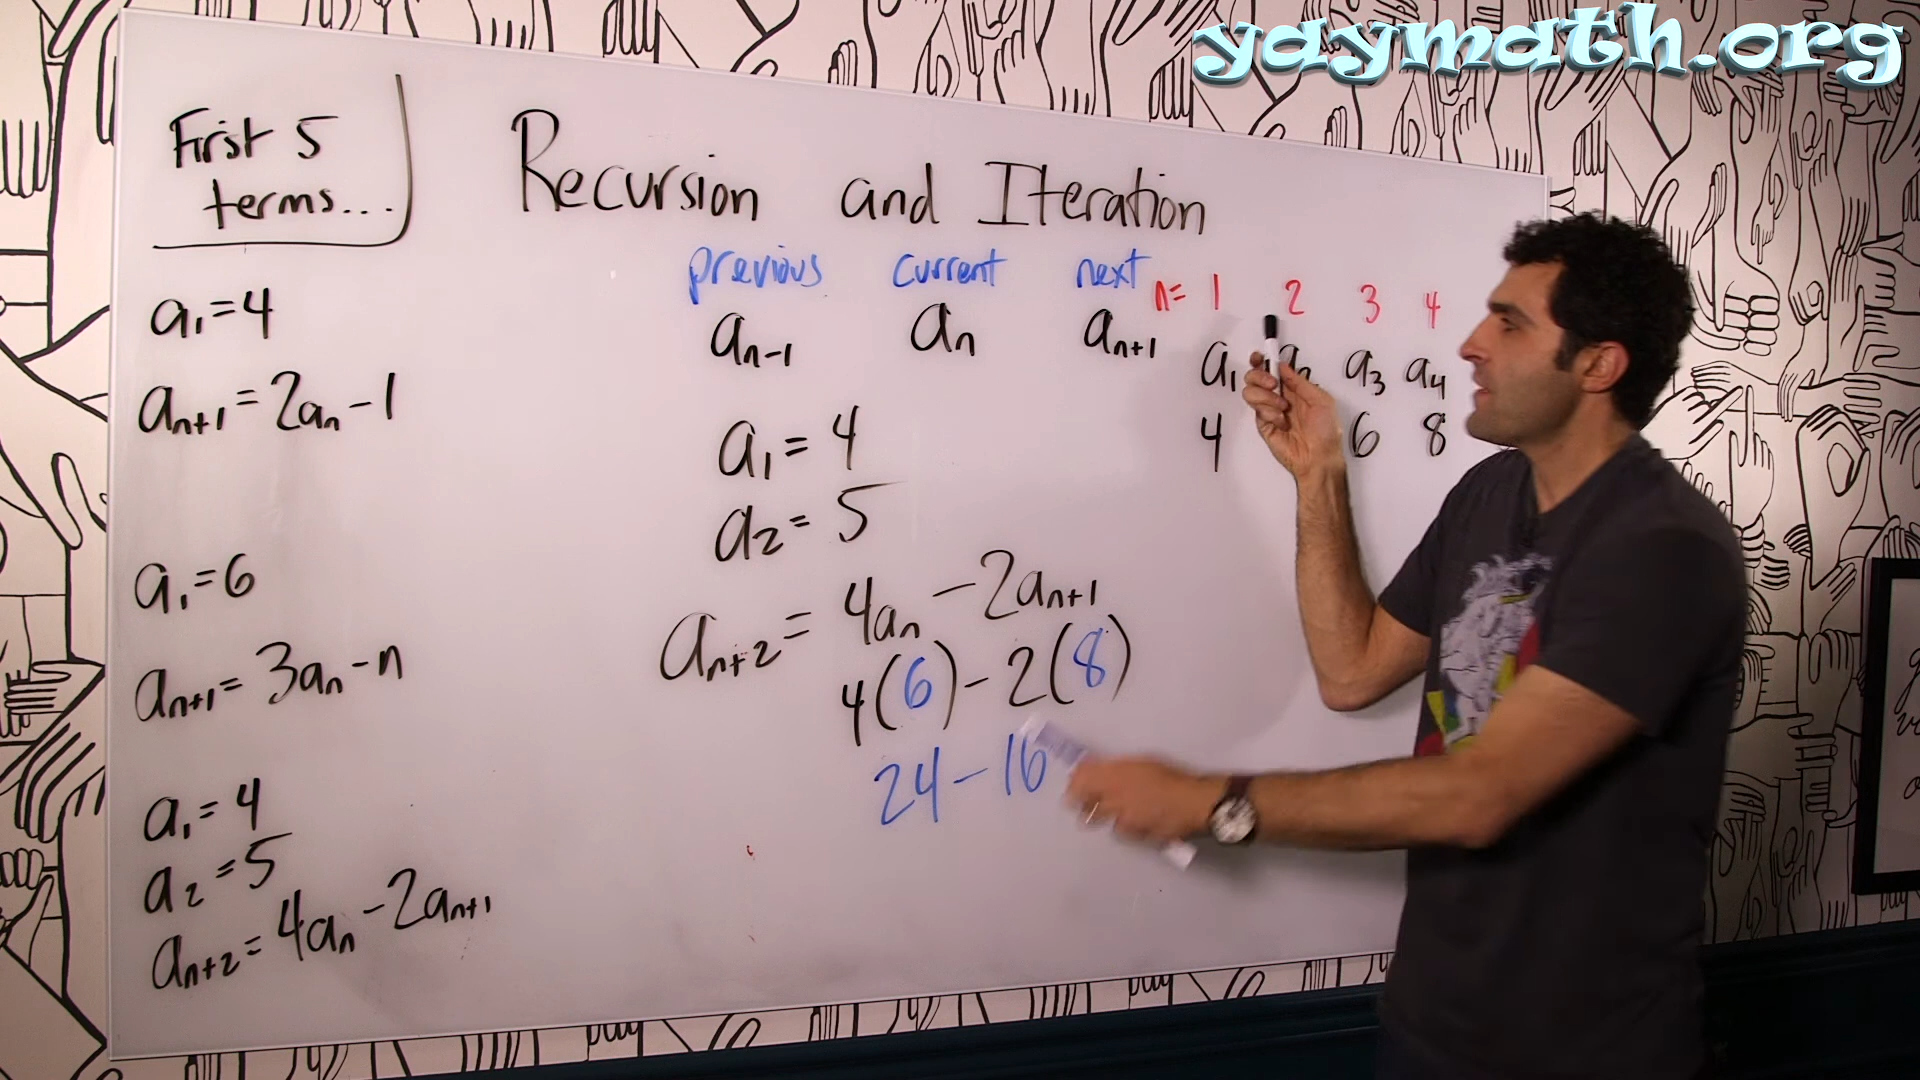 yaymath.org
First 5
terms...
Recursion and Iteration
previous current next
aₙ₋₁ aₙ aₙ₊₁
n= 1 2 3 4
a₁ a₂ a₃ a₄
4 6 8
a₁=4
aₙ₊₁=2aₙ-1
a₁=6
aₙ₊₁=3aₙ-n
a₁=4
a₂=5
aₙ₊₂=4aₙ-2aₙ₊₁
a₁=4
a₂=5
aₙ₊₂=4aₙ-2aₙ₊₁
4(6)-2(8)
24-16